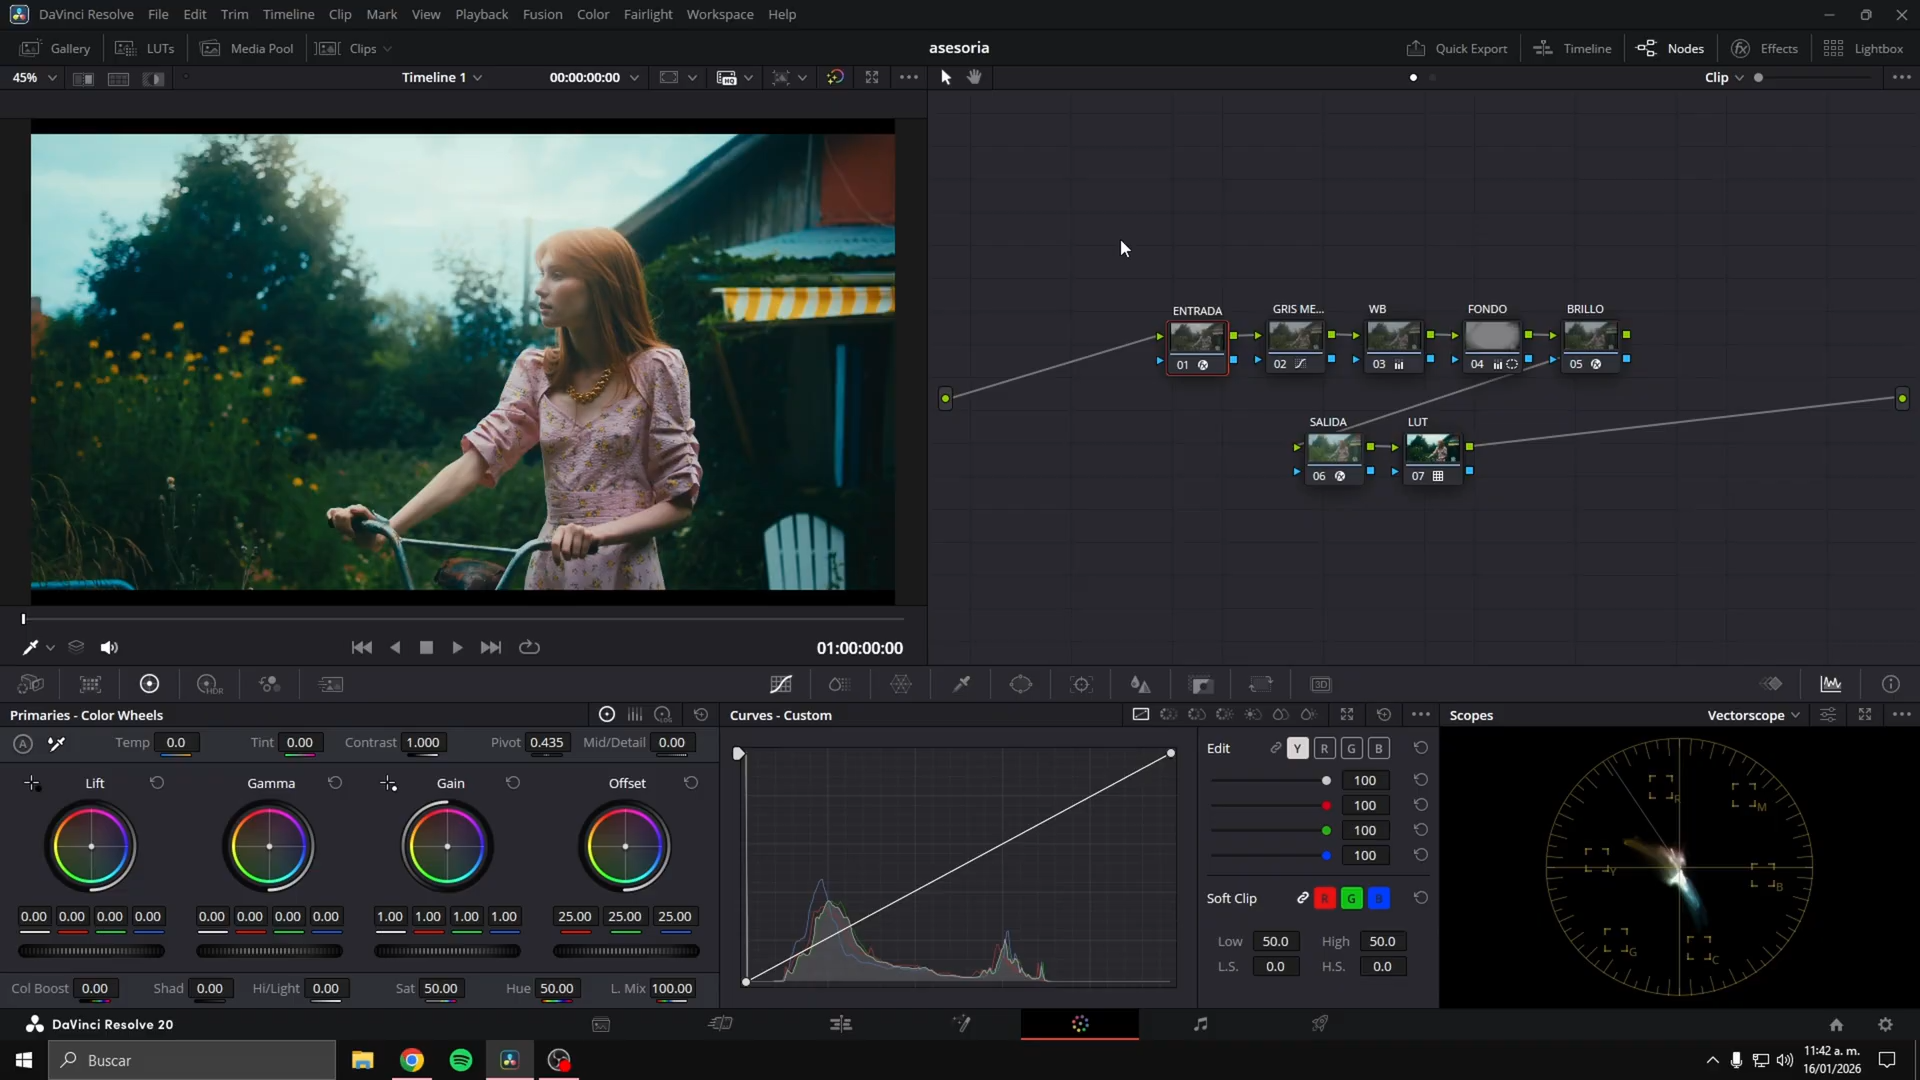 DaVinci Resolve File Edit Trim Timeline Clip Mark View Playback Fusion Color Fairlight Workspace Help
Gallery LUTs Media Pool Clips asesoria Quick Export Timeline Nodes Effects Lightbox
45% Timeline 1 00:00:00:00 HQ Clip
ENTRADA GRIS ME... WB FONDO BRILLO
01 02 03 04 05
SALIDA LUT
06 07
01:00:00:00
HDR 3D
Primaries - Color Wheels LOG Curves - Custom Scopes Vectorscope
A Temp 0.0 Tint 0.00 Contrast 1.000 Pivot 0.435 Mid/Detail 0.00 Edit Y R G B
Lift Gamma Gain Offset
100
100
100
100
Soft Clip R G B
0.00 0.00 0.00 0.00 0.00 0.00 0.00 0.00 1.00 1.00 1.00 1.00 25.00 25.00 25.00
Low 50.0 High 50.0
L.S. 0.0 H.S. 0.0
R M
Y B
G C
Col Boost 0.00 Shad 0.00 Hi/Light 0.00 Sat 50.00 Hue 50.00 L. Mix 100.00
DaVinci Resolve 20
Buscar 11:42 a. m.
16/01/2026